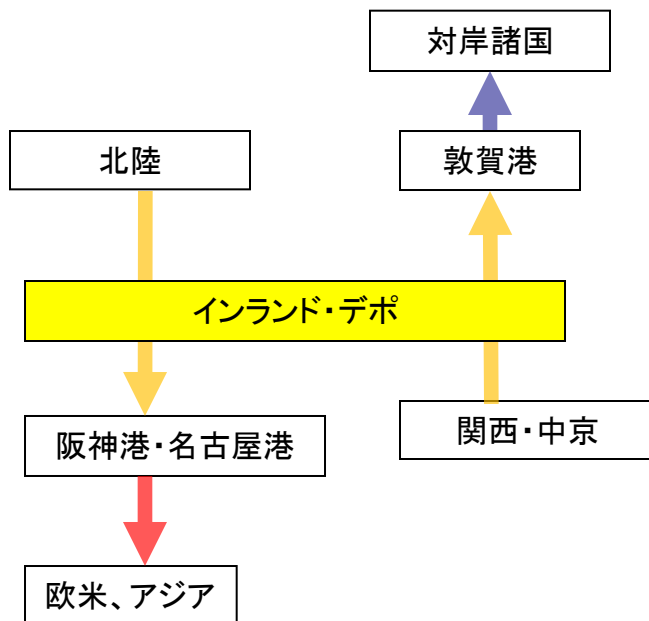 対岸諸国
北陸
敦賀港
インランド・デポ
阪神港・名古屋港
関西・中京
欧米、アジア